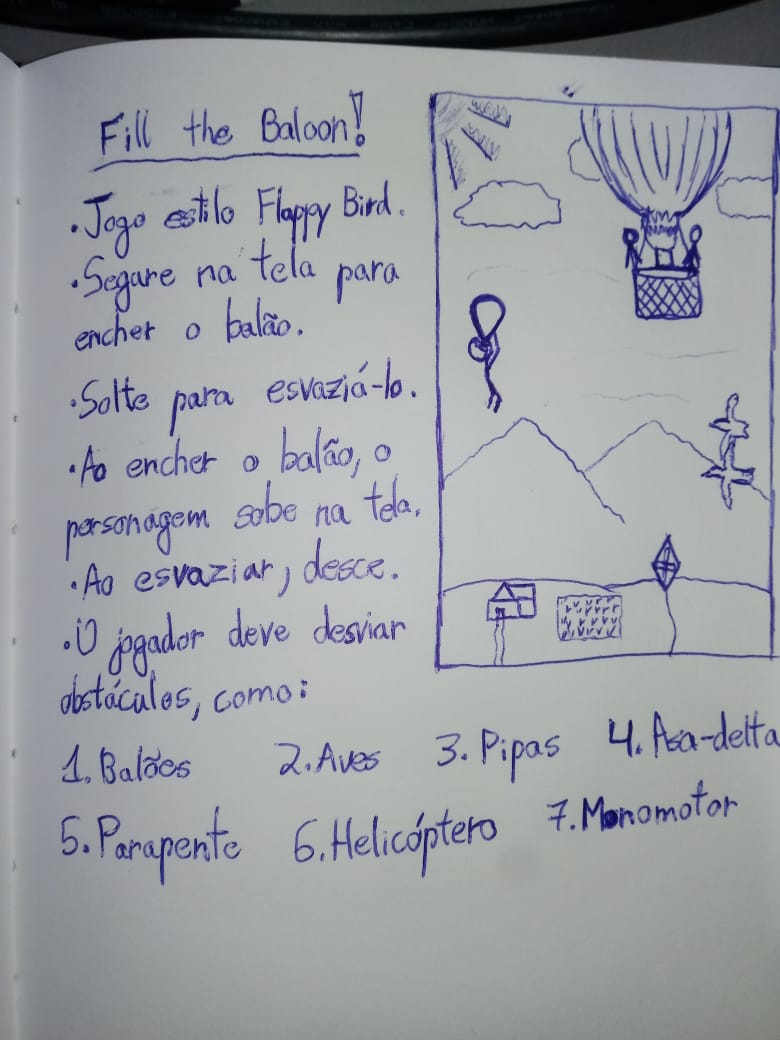 Fill the Baloon!
•Jogo estilo Flappy Bird.
•Segure na tela para
encher o balão.
•Solte para esvaziá-lo.
•Ao encher o balão, o
personagem sobe na tela.
•Ao esvaziar, desce.
•O jogador deve desviar
obstáculos, como:
1. Balões 2. Aves 3. Pipas 4. Asa-delta
5. Parapente 6. Helicóptero 7. Monomotor